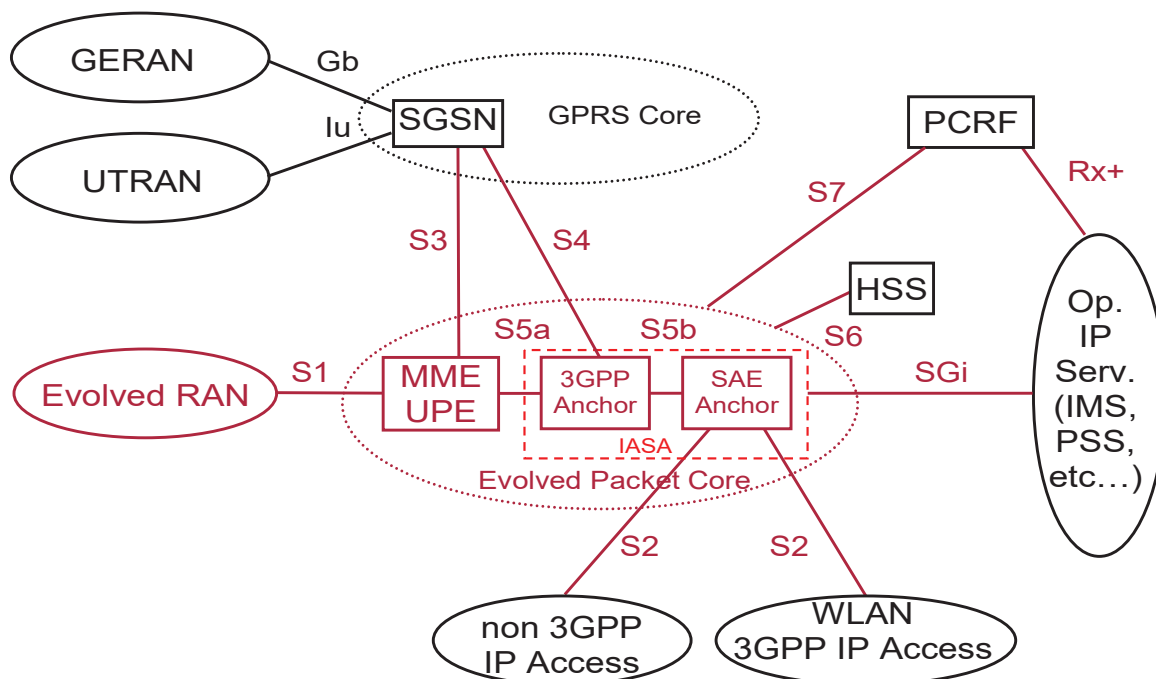 GERAN
Gb
SGSN
GPRS Core
PCRF
Iu
UTRAN
Rx+
S7
S3
S4
HSS
Op.
IP
Serv.
(IMS,
PSS,
etc…)
S5a
S5b
S6
Evolved RAN
S1
MME
UPE
3GPP
Anchor
SAE
Anchor
SGi
IASA
Evolved Packet Core
S2
S2
non 3GPP
IP Access
WLAN
3GPP IP Access